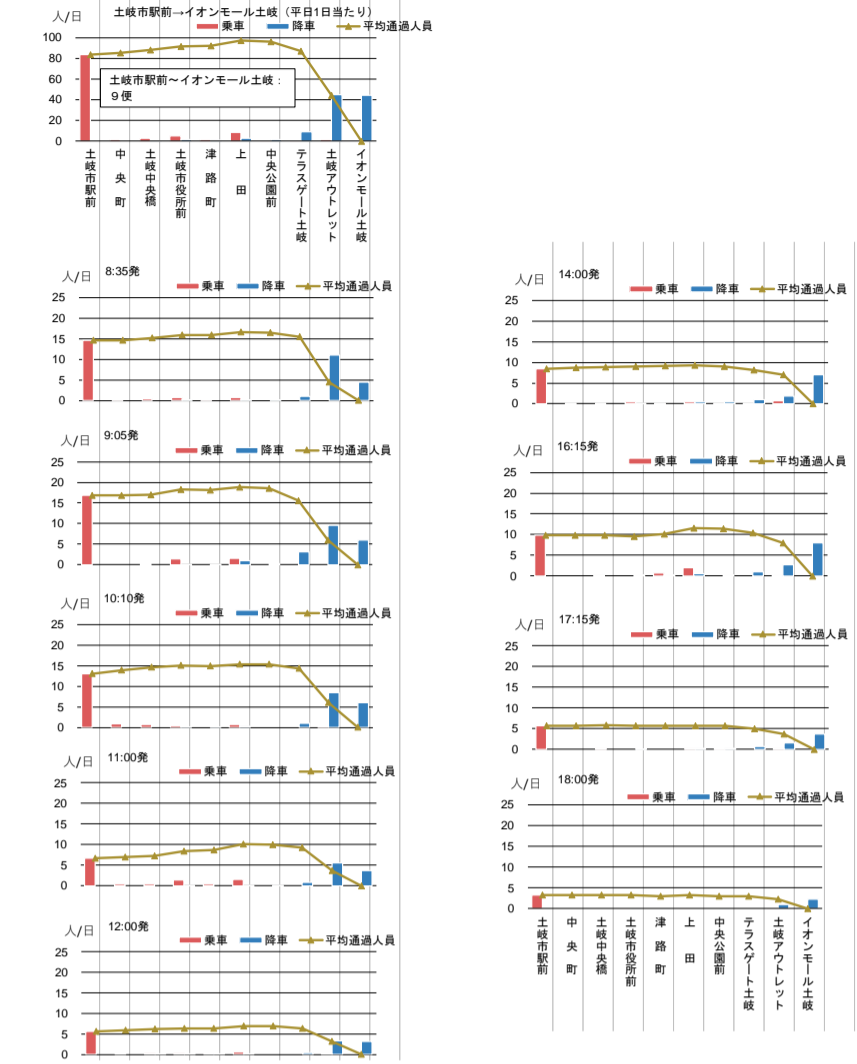 土岐市駅前→イオンモール土岐（平日1日当たり）
人/日
乗車 降車 平均通過人員
100
80
60
40
20
0
土岐市駅前～イオンモール土岐：
９便
土岐市駅前
中央町
土岐中央橋
土岐市役所前
津路町
上田
中央公園前
テラスゲート土岐
土岐アウトレット
イオンモール土岐
人/日 8:35発
乗車 降車 平均通過人員
25
20
15
10
5
0
人/日 9:05発
乗車 降車 平均通過人員
25
20
15
10
5
0
人/日 10:10発
乗車 降車 平均通過人員
25
20
15
10
5
0
人/日 11:00発
乗車 降車 平均通過人員
25
20
15
10
5
0
人/日 12:00発
乗車 降車 平均通過人員
25
20
15
10
5
0
人/日 14:00発
乗車 降車 平均通過人員
25
20
15
10
5
0
人/日 16:15発
乗車 降車 平均通過人員
25
20
15
10
5
0
人/日 17:15発
乗車 降車 平均通過人員
25
20
15
10
5
0
人/日 18:00発
乗車 降車 平均通過人員
25
20
15
10
5
0
土岐市駅前
中央町
土岐中央橋
土岐市役所前
津路町
上田
中央公園前
テラスゲート土岐
土岐アウトレット
イオンモール土岐